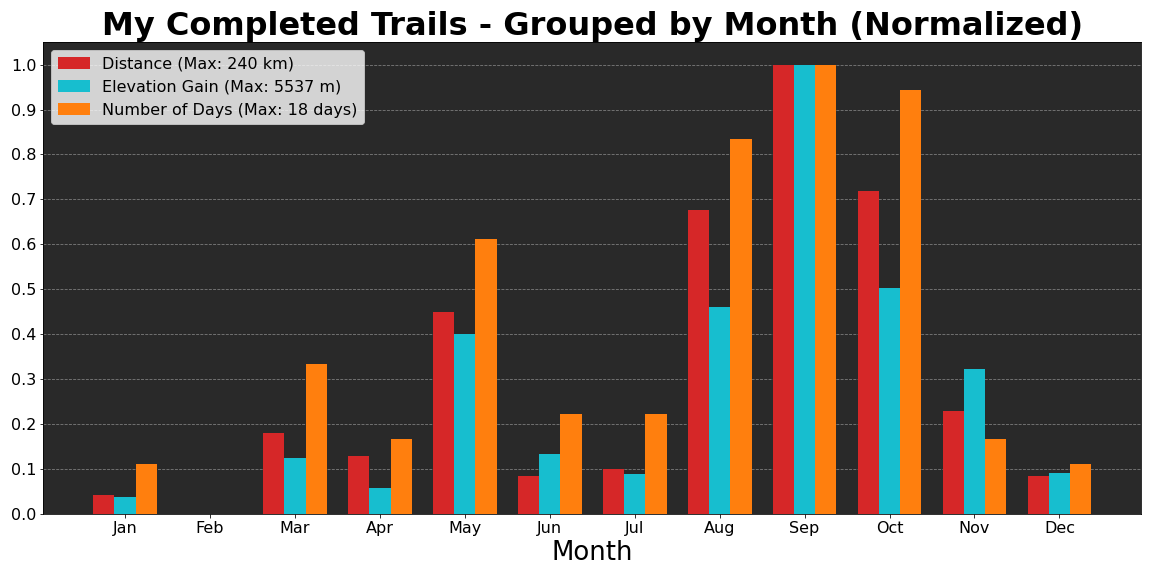 My Completed Trails - Grouped by Month (Normalized)
Distance (Max: 240 km)
Elevation Gain (Max: 5537 m)
Number of Days (Max: 18 days)
1.0
0.9
0.8
0.7
0.6
0.5
0.4
0.3
0.2
0.1
0.0
Jan Feb Mar Apr May Jun Jul Aug Sep Oct Nov Dec
Month